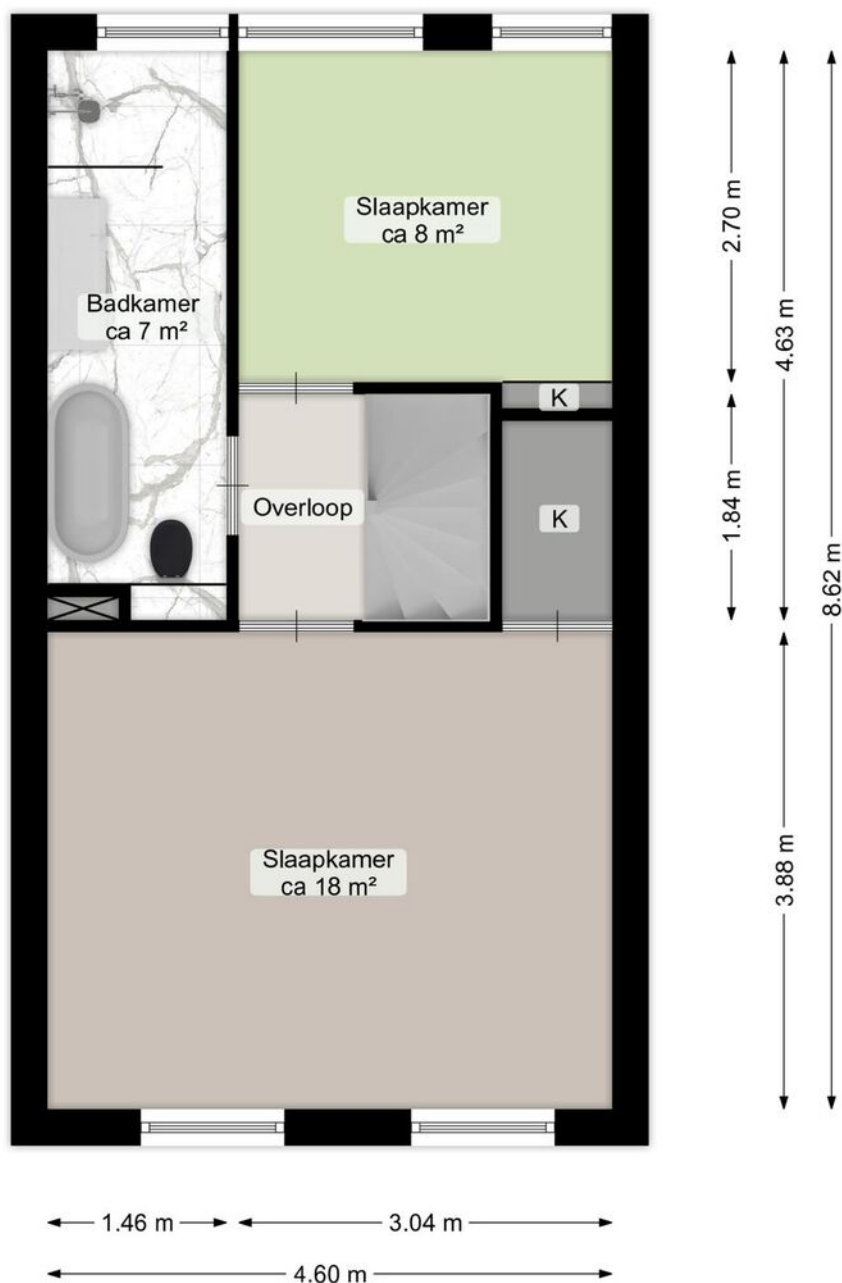 Slaapkamer
ca 8 m²
Badkamer
ca 7 m²
K
K
Overloop
Slaapkamer
ca 18 m²
2.70 m
4.63 m
1.84 m
8.62 m
3.88 m
1.46 m
3.04 m
4.60 m